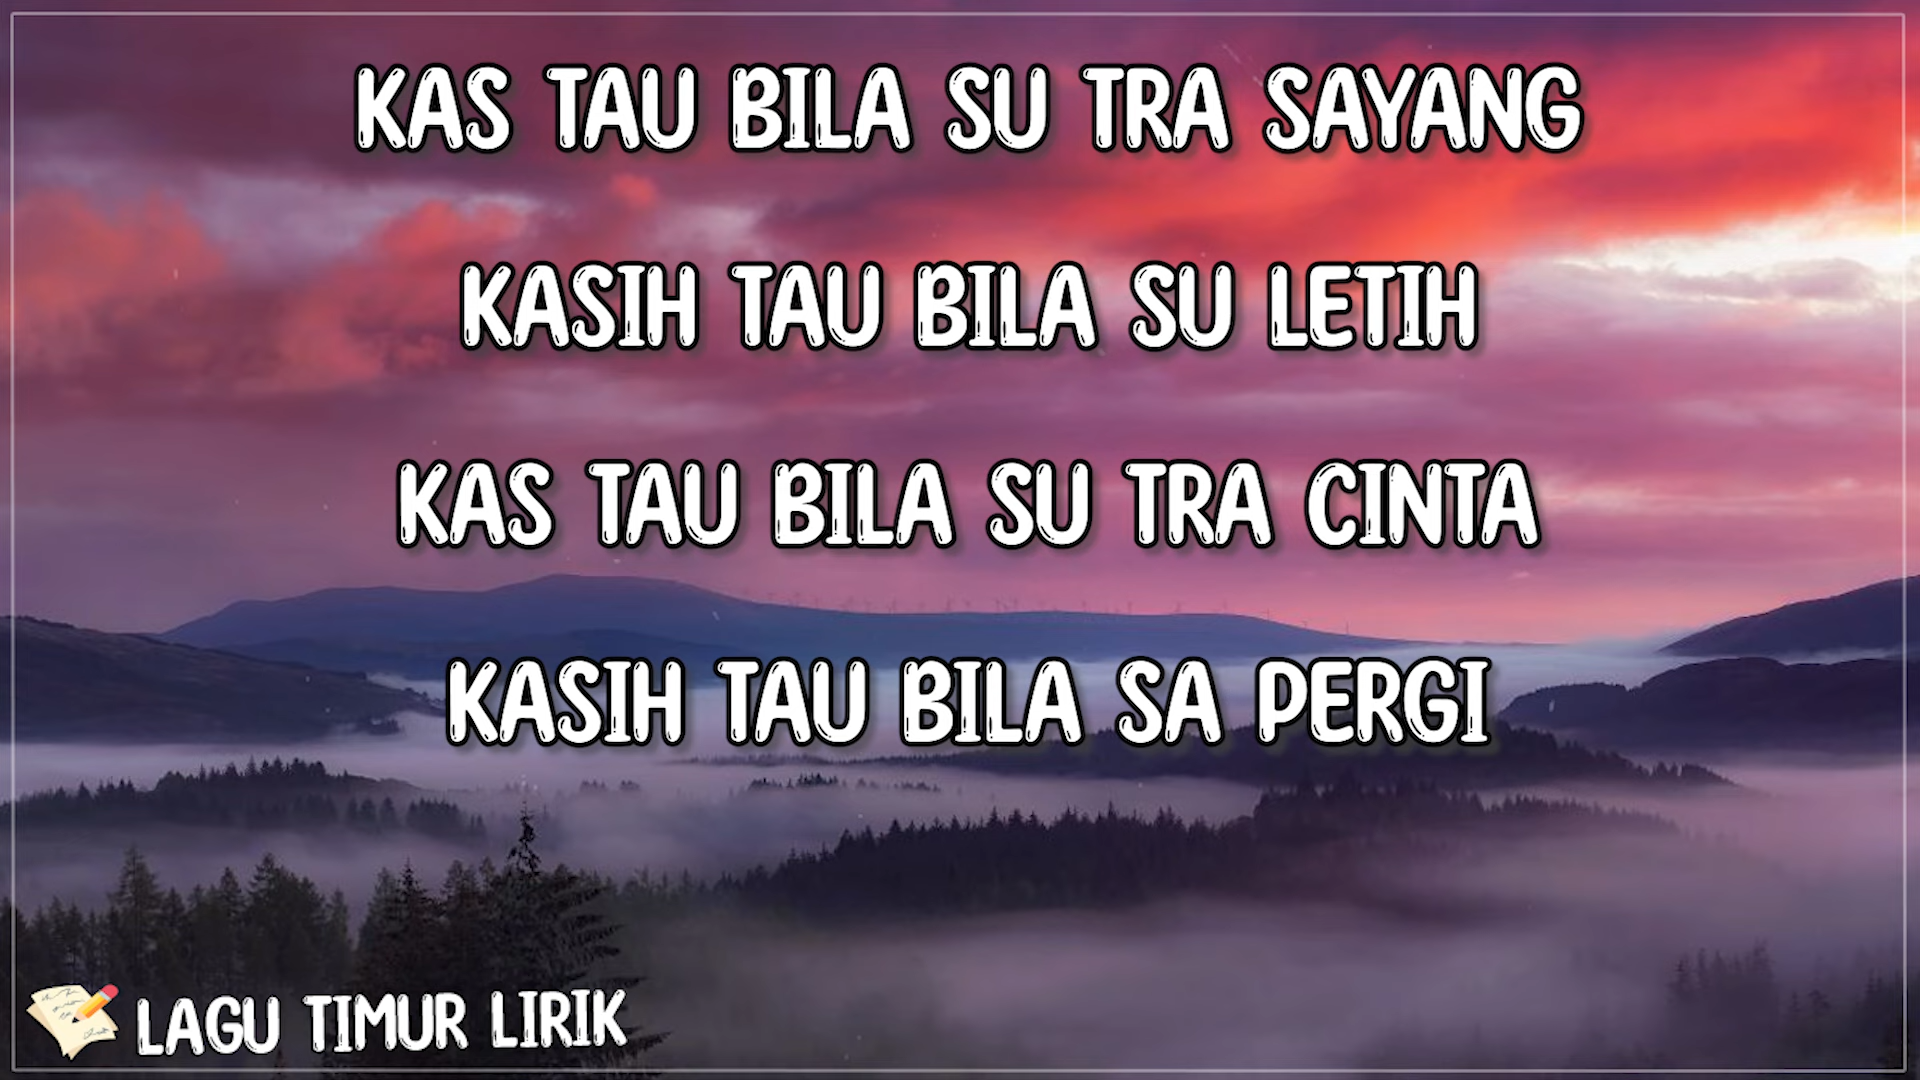 KAS TAU BILA SU TRA SAYANG
KASIH TAU BILA SU LETIH
KAS TAU BILA SU TRA CINTA
KASIH TAU BILA SA PERGI
LAGU TIMUR LIRIK